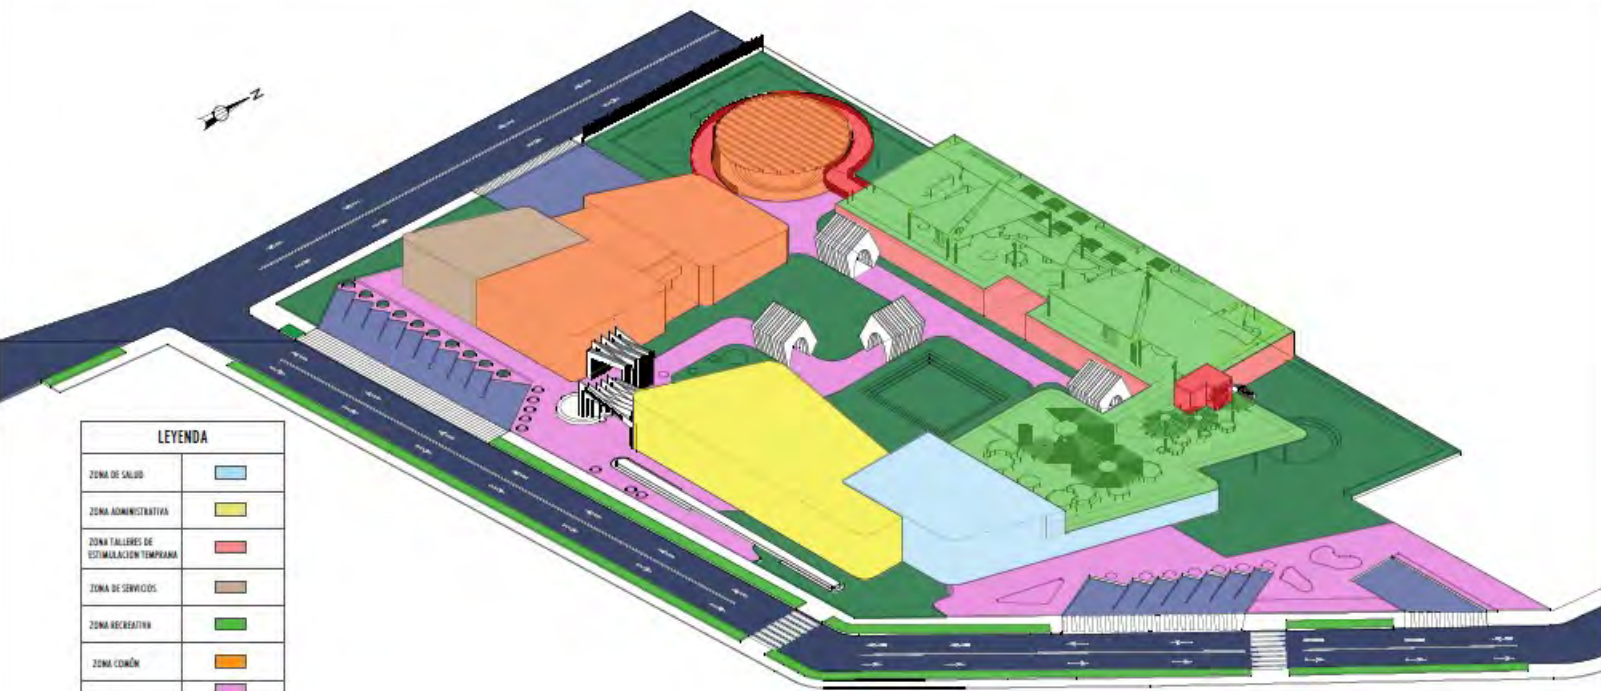 N
LEYENDA
ZONA DE SALUD
ZONA ADMINISTRATIVA
ZONA TALLERES DE
ESTIMULACION TEMPRANA
ZONA DE SERVICIOS
ZONA RECREATIVA
ZONA COMÚN